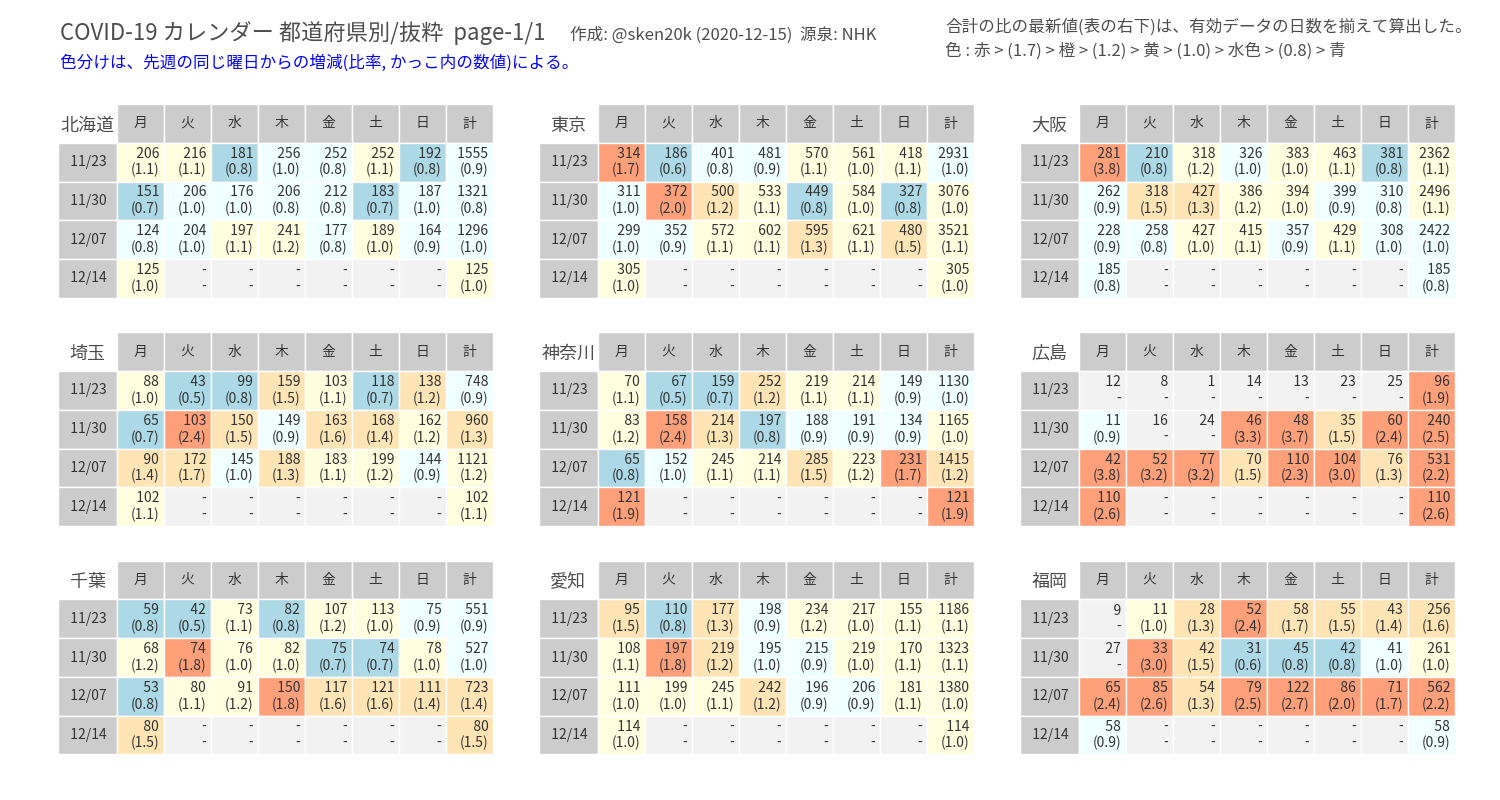 COVID-19 カレンダー 都道府県別/抜粋 page-1/1 作成: @sken20k (2020-12-15) 源泉: NHK
色分けは、先週の同じ曜日からの増減(比率, かっこ内の数値)による。
合計の比の最新値(表の右下)は、有効データの日数を揃えて算出した。
色 : 赤 > (1.7) > 橙 > (1.2) > 黄 > (1.0) > 水色 > (0.8) > 青
北海道 月 火 水 木 金 土 日 計
11/23 206 216 181 256 252 252 192 1555
(1.1) (1.1) (0.8) (1.0) (0.8) (1.1) (0.8) (0.9)
11/30 151 206 176 206 212 183 187 1321
(0.7) (1.0) (1.0) (0.8) (0.8) (0.7) (1.0) (0.8)
12/07 124 204 197 241 177 189 164 1296
(0.8) (1.0) (1.1) (1.2) (0.8) (1.0) (0.9) (1.0)
12/14 125 - - - - - - 125
(1.0) - - - - - - (1.0)
東京 月 火 水 木 金 土 日 計
11/23 314 186 401 481 570 561 418 2931
(1.7) (0.6) (0.8) (0.9) (1.1) (1.0) (1.1) (1.0)
11/30 311 372 500 533 449 584 327 3076
(1.0) (2.0) (1.2) (1.1) (0.8) (1.0) (0.8) (1.0)
12/07 299 352 572 602 595 621 480 3521
(1.0) (0.9) (1.1) (1.1) (1.3) (1.1) (1.5) (1.1)
12/14 305 - - - - - - 305
(1.0) - - - - - - (1.0)
大阪 月 火 水 木 金 土 日 計
11/23 281 210 318 326 383 463 381 2362
(3.8) (0.8) (1.2) (1.0) (1.0) (1.1) (0.8) (1.1)
11/30 262 318 427 386 394 399 310 2496
(0.9) (1.5) (1.3) (1.2) (1.0) (0.9) (0.8) (1.1)
12/07 228 258 427 415 357 429 308 2422
(0.9) (0.8) (1.0) (1.1) (0.9) (1.1) (1.0) (1.0)
12/14 185 - - - - - - 185
(0.8) - - - - - - (0.8)
埼玉 月 火 水 木 金 土 日 計
11/23 88 43 99 159 103 118 138 748
(1.0) (0.5) (0.8) (1.5) (1.1) (0.7) (1.2) (0.9)
11/30 65 103 150 149 163 168 162 960
(0.7) (2.4) (1.5) (0.9) (1.6) (1.4) (1.2) (1.3)
12/07 90 172 145 188 183 199 144 1121
(1.4) (1.7) (1.0) (1.3) (1.1) (1.2) (0.9) (1.2)
12/14 102 - - - - - - 102
(1.1) - - - - - - (1.1)
神奈川 月 火 水 木 金 土 日 計
11/23 70 67 159 252 219 214 149 1130
(1.1) (0.5) (0.7) (1.2) (1.1) (1.1) (0.9) (1.0)
11/30 83 158 214 197 188 191 134 1165
(1.2) (2.4) (1.3) (0.8) (0.9) (0.9) (0.9) (1.0)
12/07 65 152 245 214 285 223 231 1415
(0.8) (1.0) (1.1) (1.1) (1.5) (1.2) (1.7) (1.2)
12/14 121 - - - - - - 121
(1.9) - - - - - - (1.9)
広島 月 火 水 木 金 土 日 計
11/23 12 8 1 14 13 23 25 96
- - - - - - - (1.9)
11/30 11 16 24 46 48 35 60 240
(0.9) - - (3.3) (3.7) (1.5) (2.4) (2.5)
12/07 42 52 77 70 110 104 76 531
(3.8) (3.2) (3.2) (1.5) (2.3) (3.0) (1.3) (2.2)
12/14 110 - - - - - - 110
(2.6) - - - - - - (2.6)
千葉 月 火 水 木 金 土 日 計
11/23 59 42 73 82 107 113 75 551
(0.8) (0.5) (1.1) (0.8) (1.2) (1.0) (0.9) (0.9)
11/30 68 74 76 82 75 74 78 527
(1.2) (1.8) (1.0) (1.0) (0.7) (0.7) (1.0) (1.0)
12/07 53 80 91 150 117 121 111 723
(0.8) (1.1) (1.2) (1.8) (1.6) (1.6) (1.4) (1.4)
12/14 80 - - - - - - 80
(1.5) - - - - - - (1.5)
愛知 月 火 水 木 金 土 日 計
11/23 95 110 177 198 234 217 155 1186
(1.5) (0.8) (1.3) (0.9) (1.2) (1.0) (1.1) (1.1)
11/30 108 197 219 195 215 219 170 1323
(1.1) (1.8) (1.2) (1.0) (0.9) (1.0) (1.1) (1.1)
12/07 111 199 245 242 196 206 181 1380
(1.0) (1.0) (1.1) (1.2) (0.9) (0.9) (1.1) (1.0)
12/14 114 - - - - - - 114
(1.0) - - - - - - (1.0)
福岡 月 火 水 木 金 土 日 計
11/23 9 11 28 52 58 55 43 256
- (1.0) (1.3) (2.4) (1.7) (1.5) (1.4) (1.6)
11/30 27 33 42 31 45 42 41 261
- (3.0) (1.5) (0.6) (0.8) (0.8) (1.0) (1.0)
12/07 65 85 54 79 122 86 71 562
(2.4) (2.6) (1.3) (2.5) (2.7) (2.0) (1.7) (2.2)
12/14 58 - - - - - - 58
(0.9) - - - - - - (0.9)